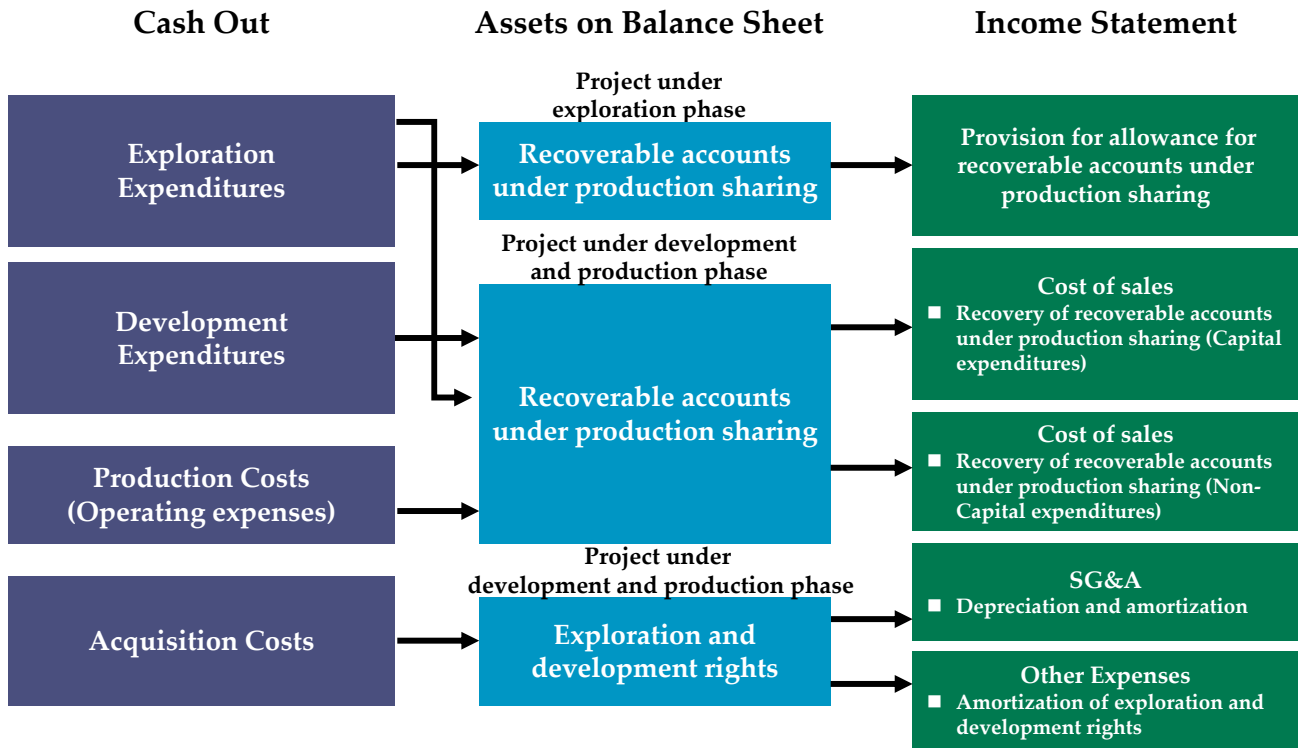 Cash Out
Assets on Balance Sheet
Income Statement
Exploration
Expenditures
Project under
exploration phase
Recoverable accounts
under production sharing
Provision for allowance for
recoverable accounts under
production sharing
Development
Expenditures
Project under development
and production phase
Recoverable accounts
under production sharing
Cost of sales
Recovery of recoverable accounts
under production sharing (Capital
expenditures)
Production Costs
(Operating expenses)
Cost of sales
Recovery of recoverable accounts
under production sharing (Non-
Capital expenditures)
Acquisition Costs
Project under
development and production phase
Exploration and
development rights
SG&A
Depreciation and amortization
Other Expenses
Amortization of exploration and
development rights